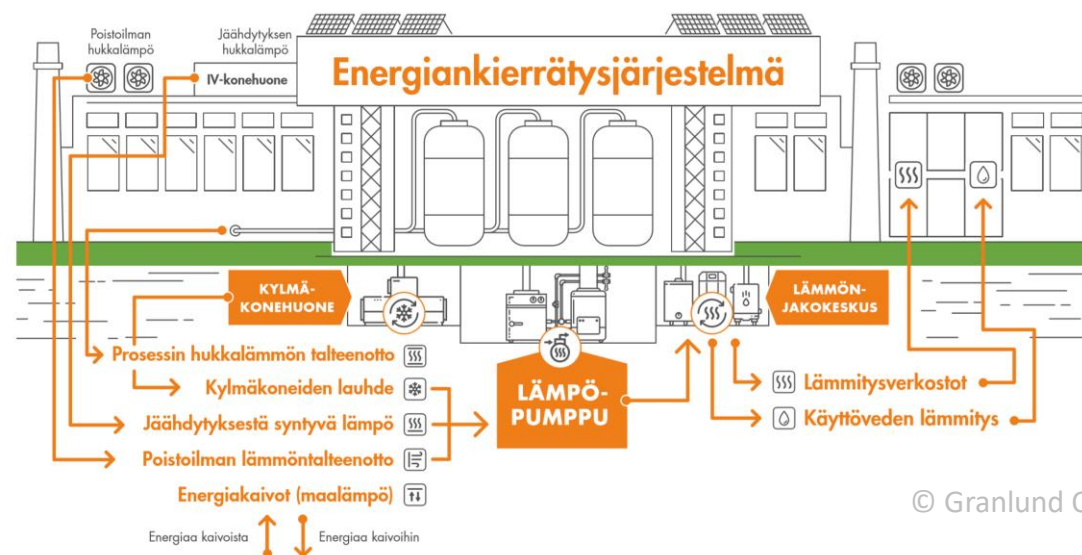 Poistoilman
hukkalämpö
Jäähdytyksen
hukkalämpö
IV-konehuone
Energiankierrätysjärjestelmä
KYLMÄ-
KONEHUONE
LÄMMÖN-
JAKOKESKUS
Prosessin hukkalämmön talteenotto
Kylmäkoneiden lauhde
Jäähdytyksestä syntyvä lämpö
Poistoilman lämmöntalteenotto
Energiakaivot (maalämpö)
Energiaa kaivoista
Energiaa kaivoihin
LÄMPÖ-
PUMPPU
Lämmitysverkostot
Käyttöveden lämmitys
© Granlund